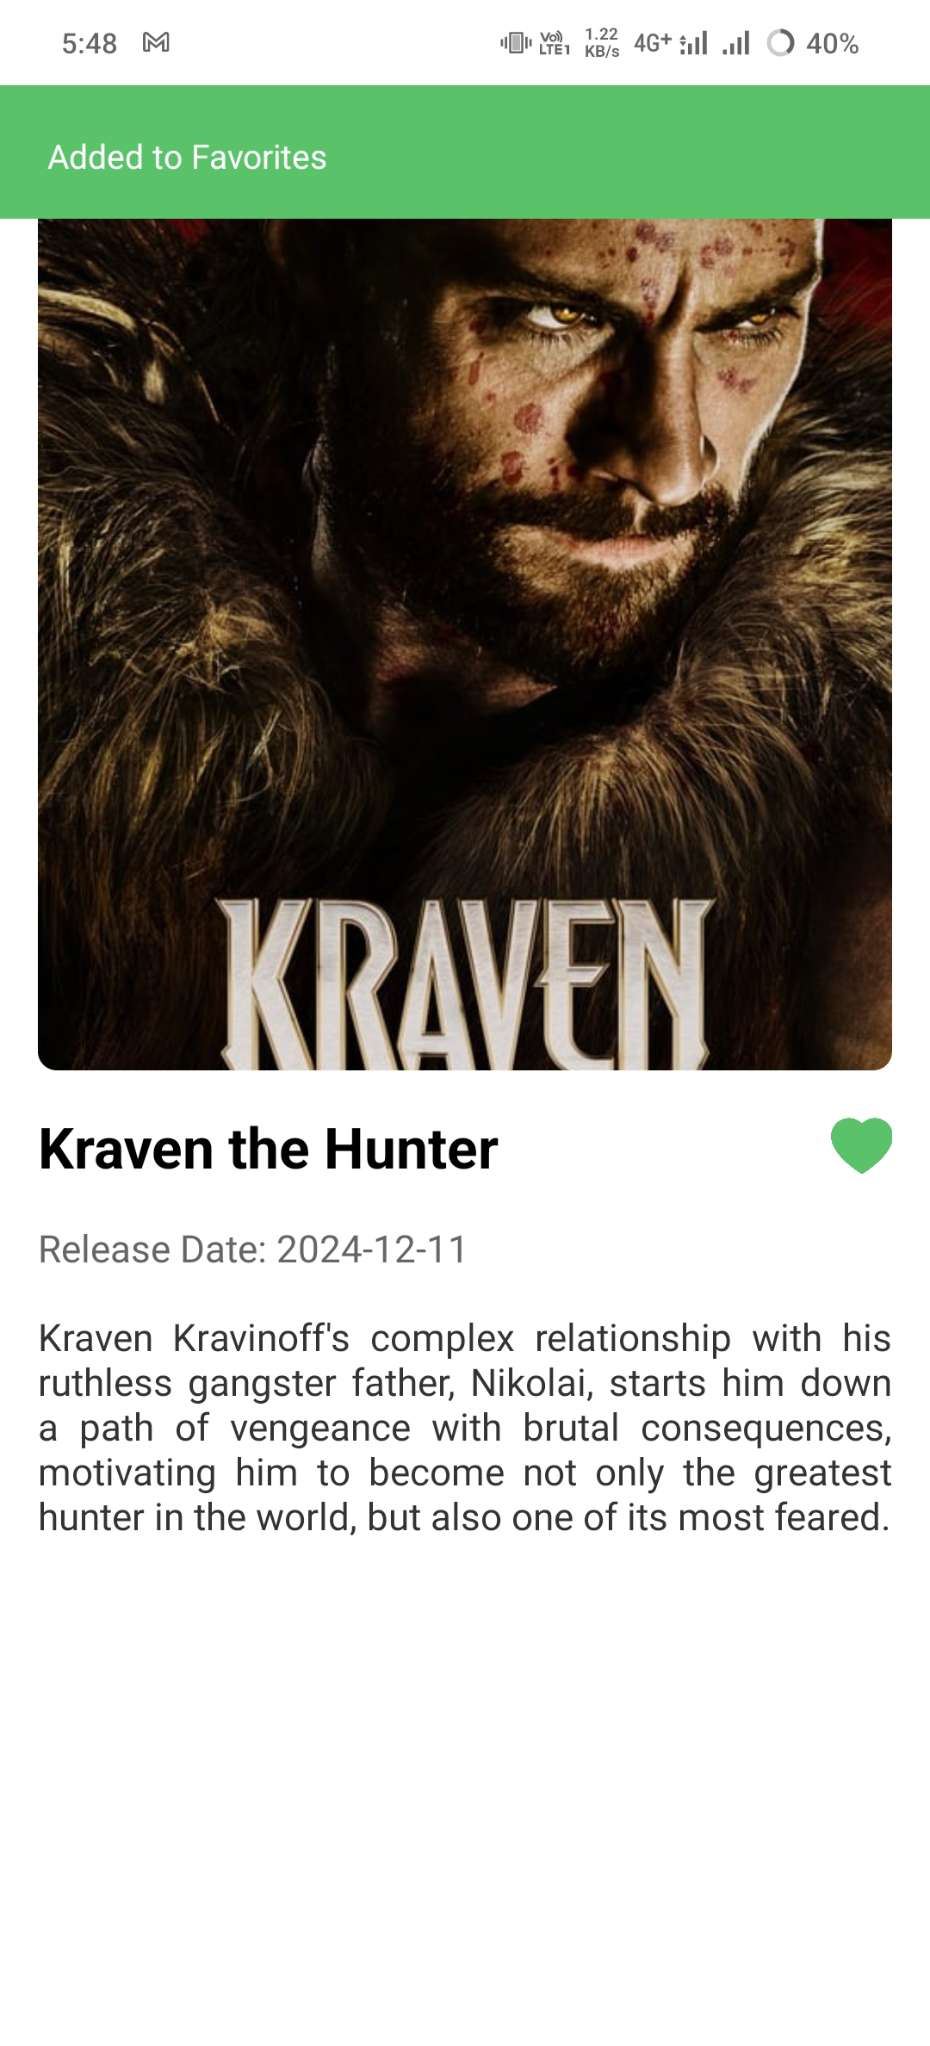 5:48
Vo)) LTE1 1.22 KB/s 4G+ 40%
Added to Favorites
KRAVEN
Kraven the Hunter
Release Date: 2024-12-11
Kraven Kravinoff's complex relationship with his
ruthless gangster father, Nikolai, starts him down
a path of vengeance with brutal consequences,
motivating him to become not only the greatest
hunter in the world, but also one of its most feared.